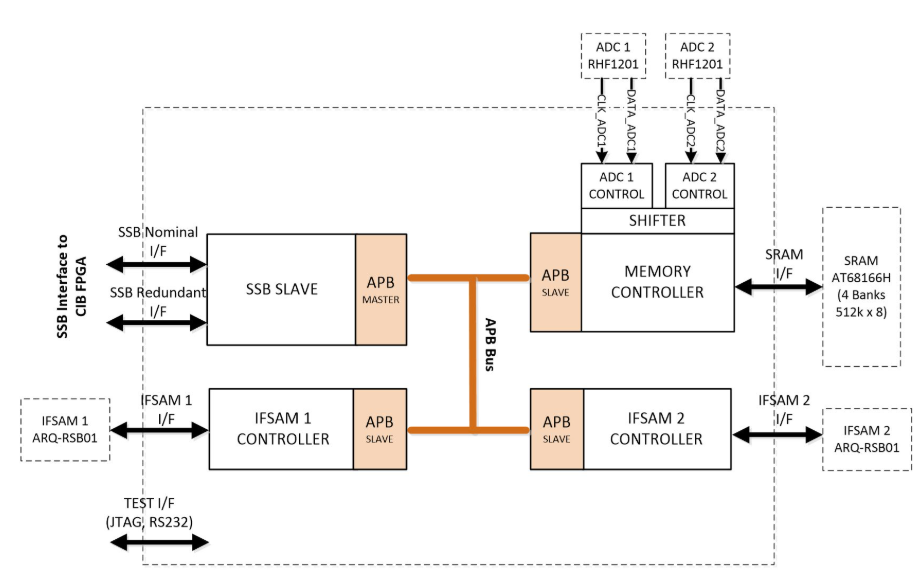 ADC 1
RHF1201
ADC 2
RHF1201
CLK_ADC1
DATA_ADC1
CLK_ADC2
DATA_ADC2
ADC 1
CONTROL
ADC 2
CONTROL
SHIFTER
SSB Interface to
CIB FPGA
SSB Nominal
I/F
SSB Redundant
I/F
SSB SLAVE
APB
MASTER
APB Bus
APB
SLAVE
MEMORY
CONTROLLER
SRAM
I/F
SRAM
AT68166H
(4 Banks
512k x 8)
IFSAM 1
ARQ-RSB01
IFSAM 1
I/F
IFSAM 1
CONTROLLER
APB
SLAVE
APB
SLAVE
IFSAM 2
CONTROLLER
IFSAM 2
I/F
IFSAM 2
ARQ-RSB01
TEST I/F
(JTAG, RS232)